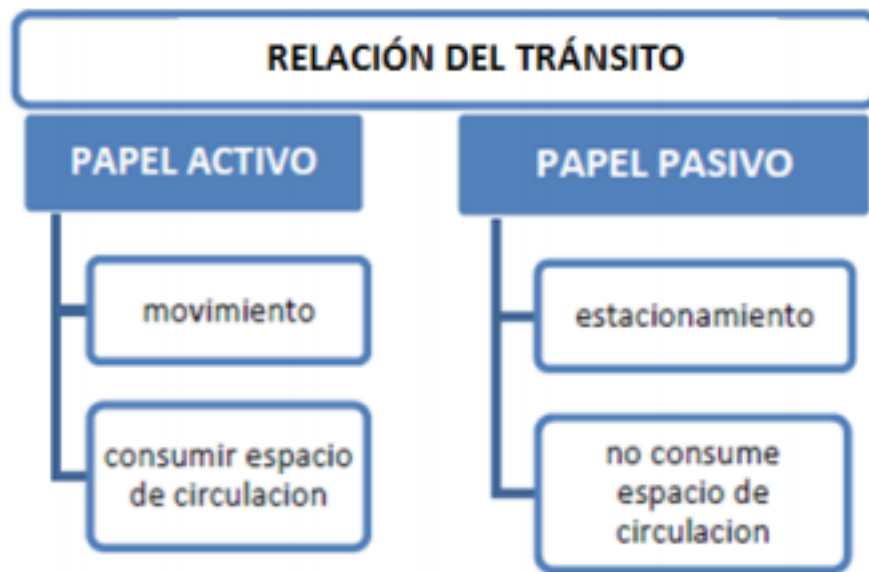 RELACIÓN DEL TRÁNSITO
PAPEL ACTIVO
movimiento
consumir espacio
de circulacion
PAPEL PASIVO
estacionamiento
no consume
espacio de
circulacion